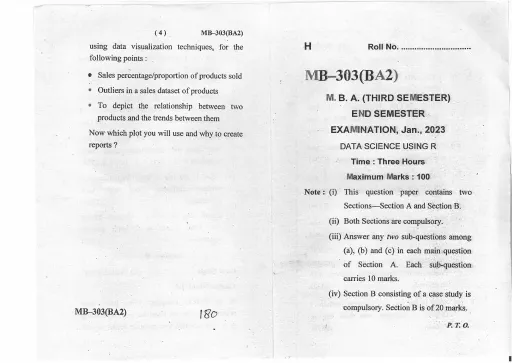 ( 4 ) MB–303(BA2)
using data visualization techniques, for the
following points :
• Sales percentage/proportion of products sold
• Outliers in a sales dataset of products
• To depict the relationship between two
products and the trends between them
Now which plot you will use and why to create
reports ?
MB–303(BA2) 180
H Roll No. ..............................
MB–303(BA2)
M. B. A. (THIRD SEMESTER)
END SEMESTER
EXAMINATION, Jan., 2023
DATA SCIENCE USING R
Time : Three Hours
Maximum Marks : 100
Note : (i) This question paper contains two
Sections—Section A and Section B.
(ii) Both Sections are compulsory.
(iii) Answer any two sub-questions among
(a), (b) and (c) in each main question
of Section A. Each sub-question
carries 10 marks.
(iv) Section B consisting of a case study is
compulsory. Section B is of 20 marks.
P. T. O.